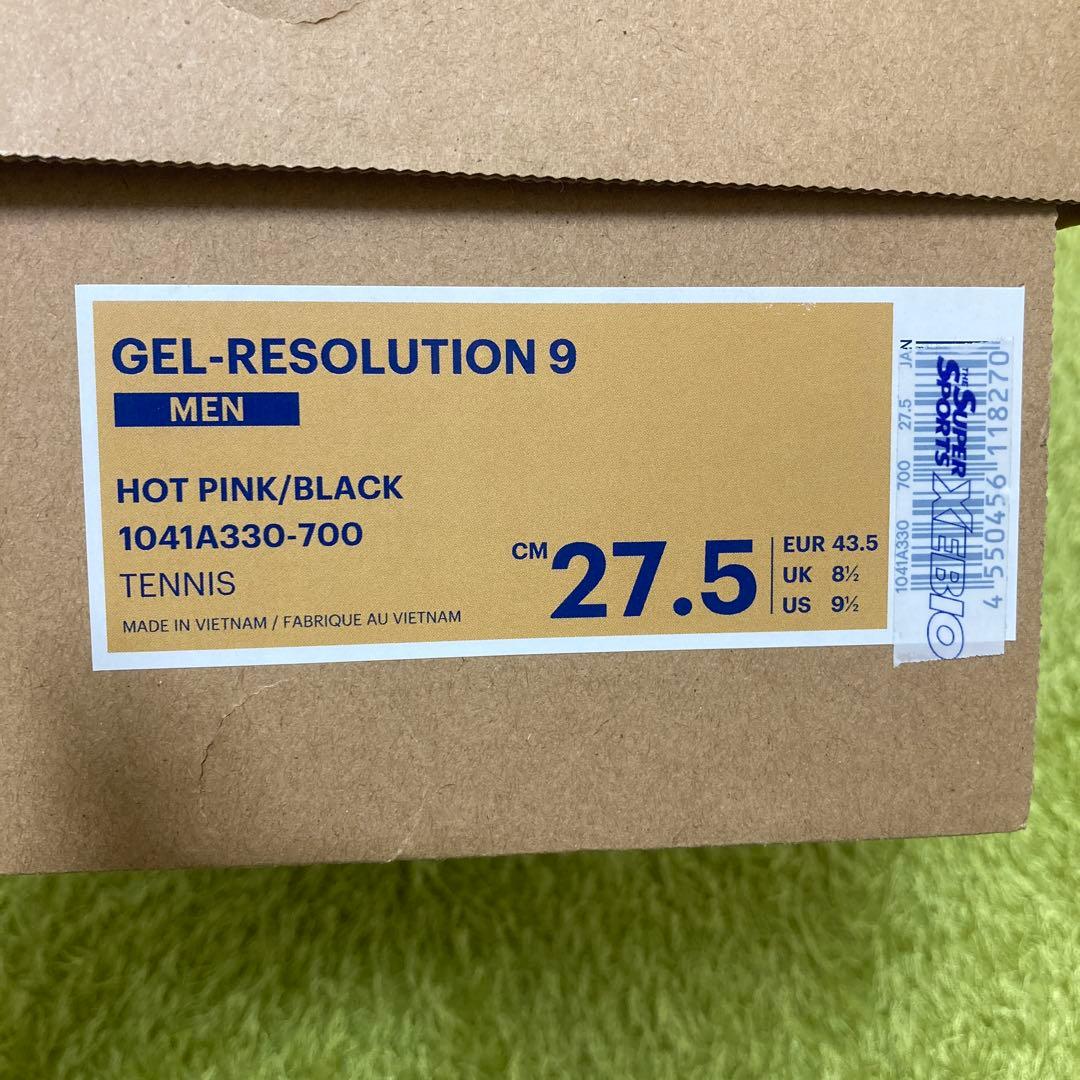 GEL-RESOLUTION 9
MEN
HOT PINK/BLACK
1041A330-700
TENNIS
MADE IN VIETNAM / FABRIQUE AU VIETNAM
CM 27.5
EUR 43.5
UK 8½
US 9½
1041A330 700 27.5 JAN
THE SUPER SPORTS XEBIO
4 550456 118270